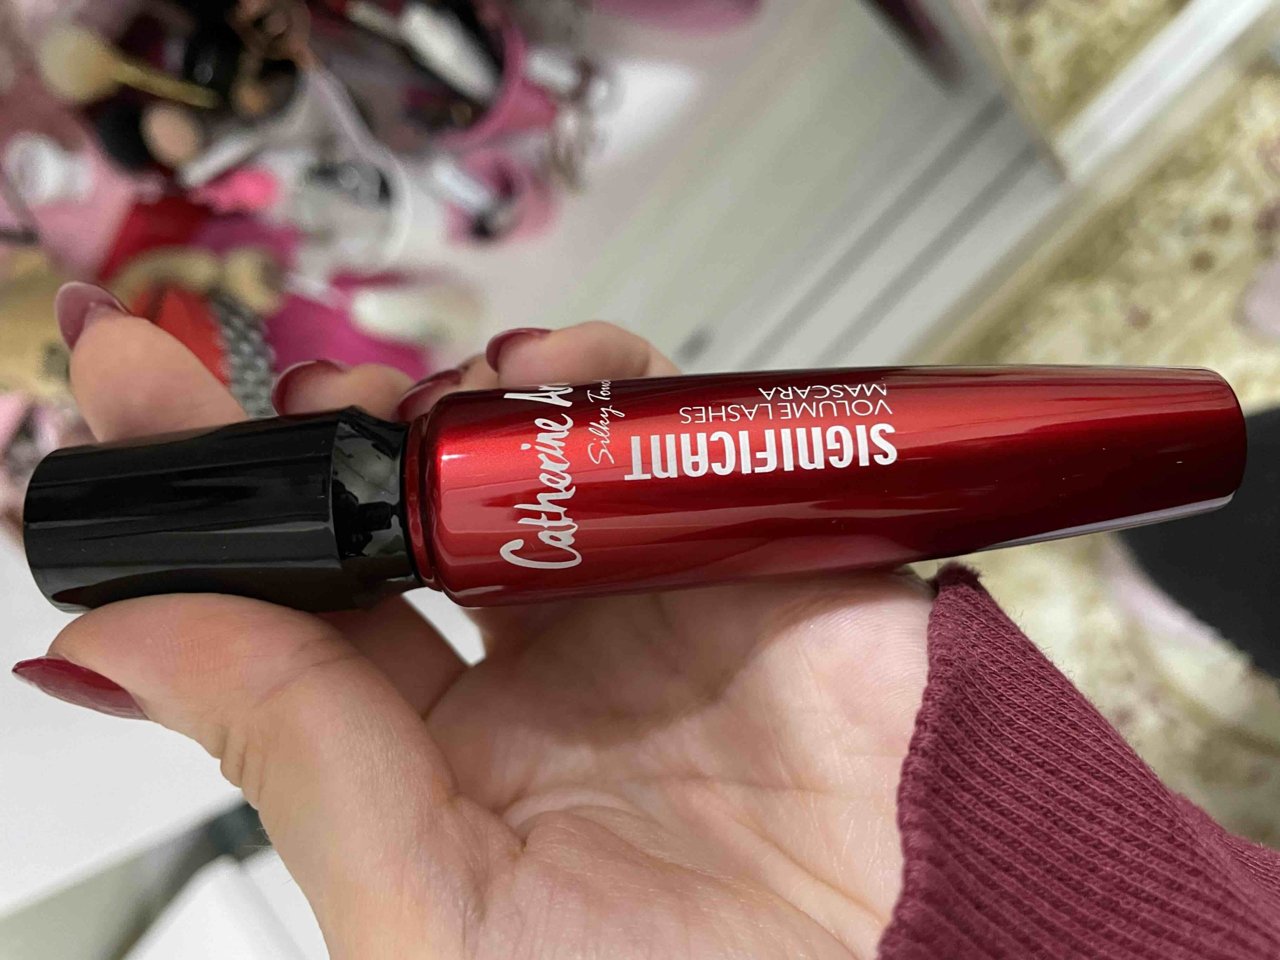 Catherine
Silky
SIGNIFICANT
VOLUME LASHES
MASCARA